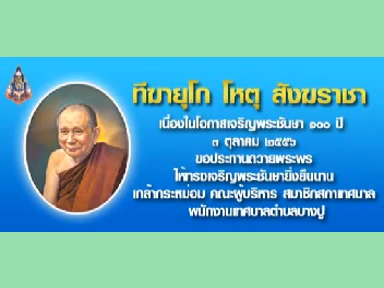 ทีฆายุโก โหตุ สังฆราชา
เนื่องในโอกาสเจริญพระชันษา ๑๐๐ ปี
๓ ตุลาคม ๒๕๕๖
ขอประทานถวายพระพร
ให้ทรงเจริญพระชันษายิ่งยืนนาน
เกล้ากระหม่อม คณะผู้บริหาร สมาชิกสภาเทศบาล
พนักงานเทศบาลตำบลบางปู